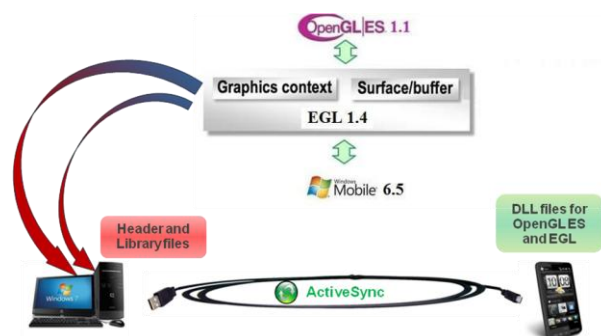 OpenGL|ES 1.1
Graphics context
Surface/buffer
EGL 1.4
Windows
Mobile 6.5
Header and
Library files
DLL files for
OpenGL ES
and EGL
Windows 7
ActiveSync